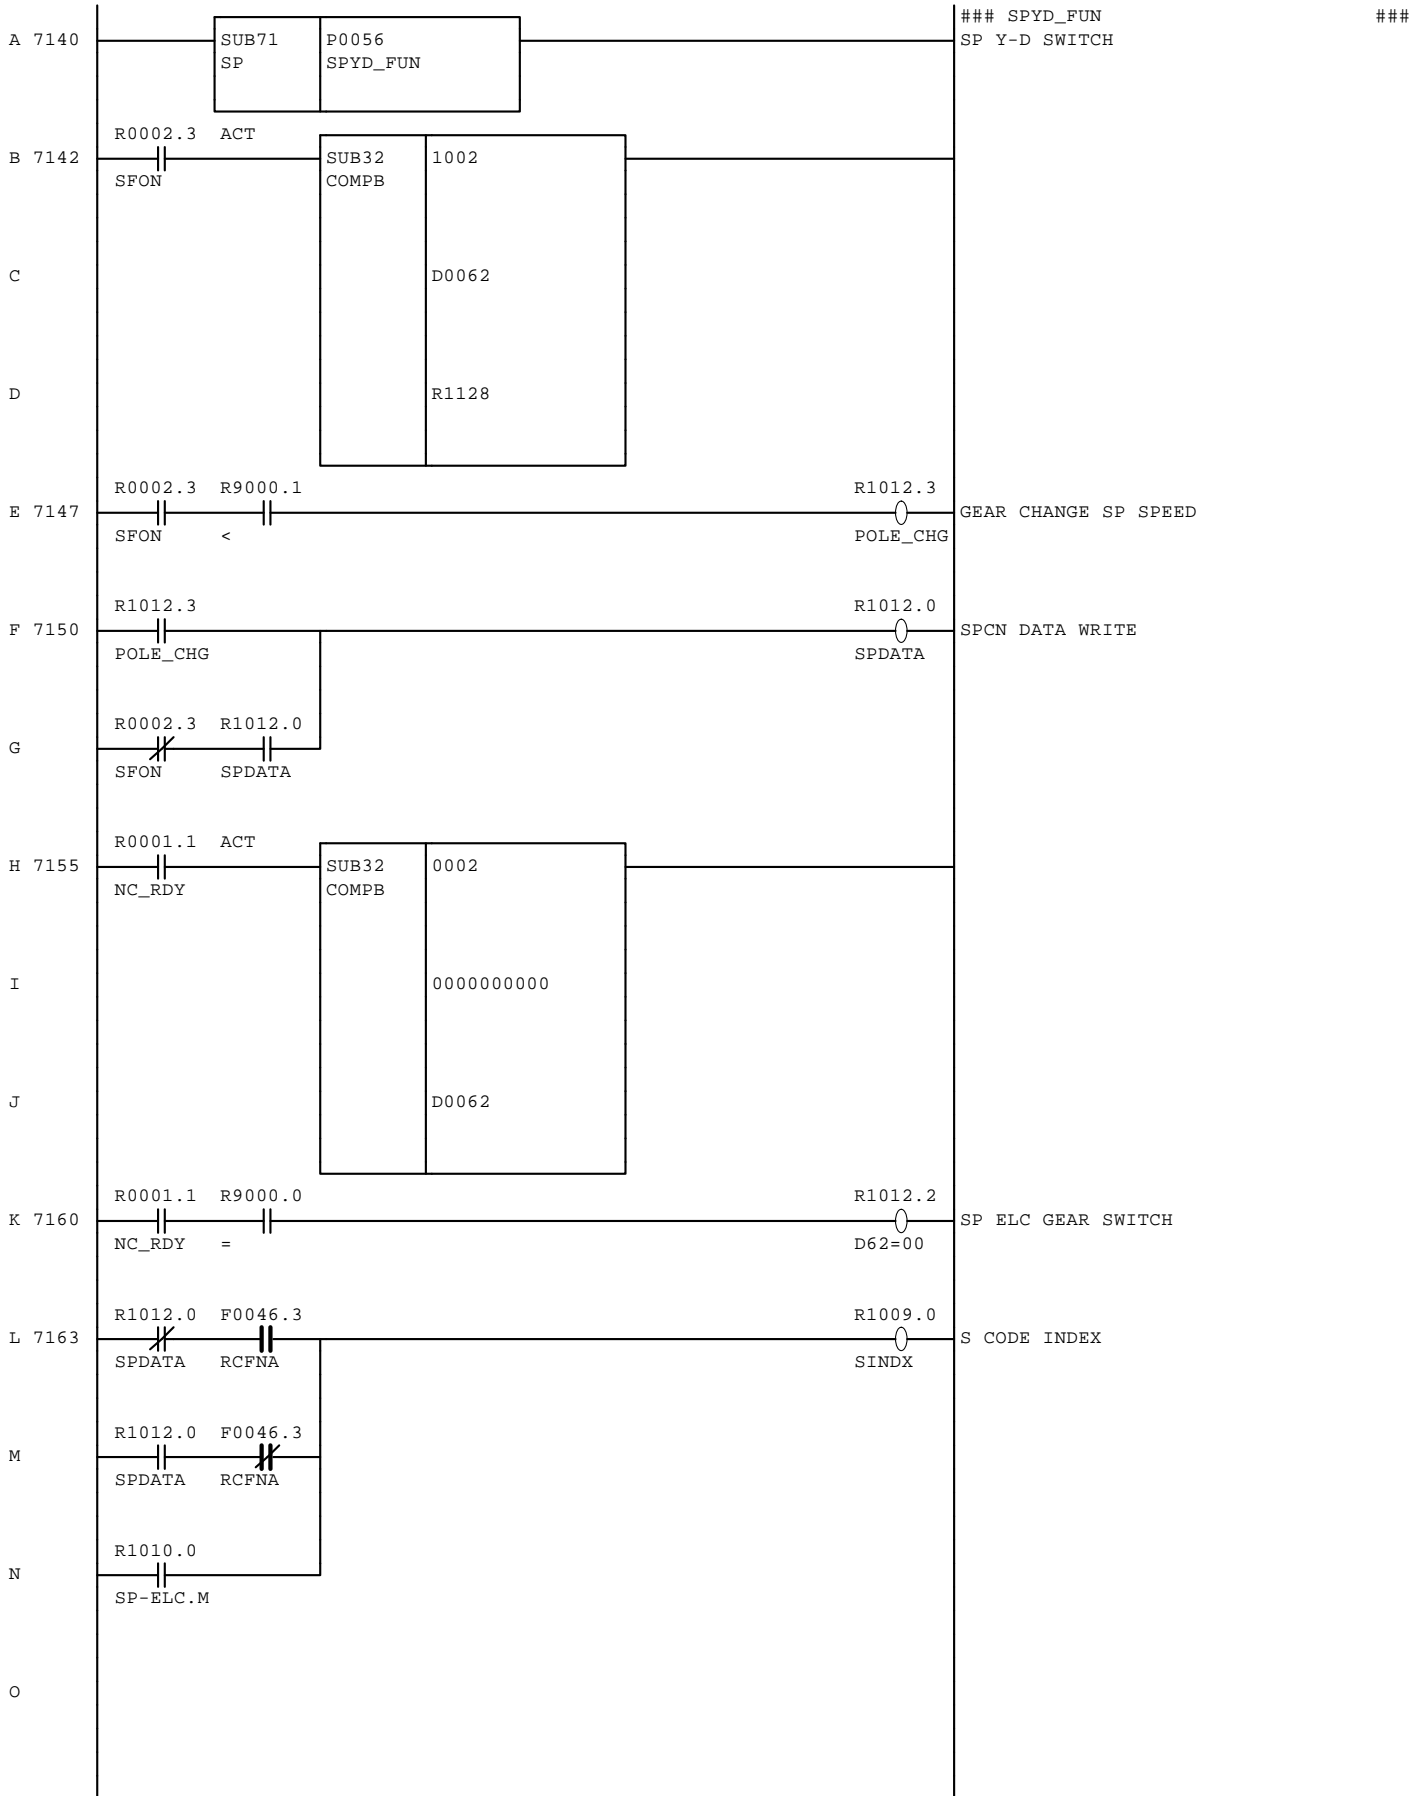 ### SPYD_FUN ###
A 7140 SUB71 P0056 SP Y-D SWITCH
SP SPYD_FUN
R0002.3 ACT
B 7142 SUB32 1002
SFON COMPB
C D0062
D R1128
R0002.3 R9000.1 R1012.3
E 7147 GEAR CHANGE SP SPEED
SFON < POLE_CHG
R1012.3 R1012.0
F 7150 SPCN DATA WRITE
POLE_CHG SPDATA
R0002.3 R1012.0
G
SFON SPDATA
R0001.1 ACT
H 7155 SUB32 0002
NC_RDY COMPB
I 0000000000
J D0062
R0001.1 R9000.0 R1012.2
K 7160 SP ELC GEAR SWITCH
NC_RDY = D62=00
R1012.0 F0046.3 R1009.0
L 7163 S CODE INDEX
SPDATA RCFNA SINDX
R1012.0 F0046.3
M
SPDATA RCFNA
R1010.0
N
SP-ELC.M
O